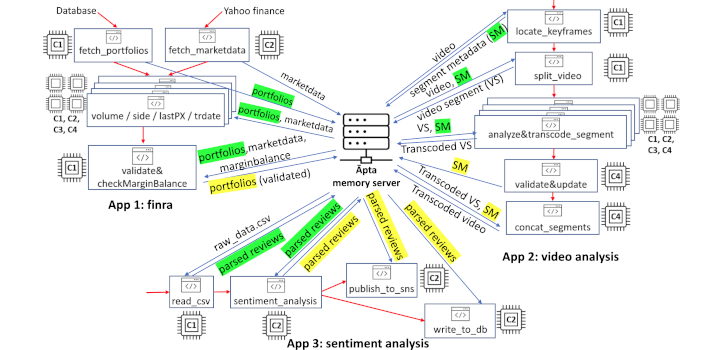 Database
Yahoo finance
C1
fetch_portfolios
fetch_marketdata
C2
marketdata
portfolios
portfolios, marketdata
C1, C2,
C3, C4
volume / side / lastPX / trdate
portfolios,marketdata,
marginbalance
portfolios (validated)
C1
validate&
checkMarginBalance
App 1: finra
Āpta
memory server
video
segment metadata (SM)
video, SM
video segment (VS)
VS, SM
Transcoded VS
SM
Transcoded VS, SM
Transcoded video
locate_keyframes
C1
split_video
C1
analyze&transcode_segment
C1, C2,
C3, C4
validate&update
C4
concat_segments
C4
App 2: video analysis
raw_data.csv
parsed reviews
parsed reviews
parsed reviews
parsed reviews
parsed reviews
read_csv
C1
sentiment_analysis
C2
publish_to_sns
C2
write_to_db
C2
App 3: sentiment analysis